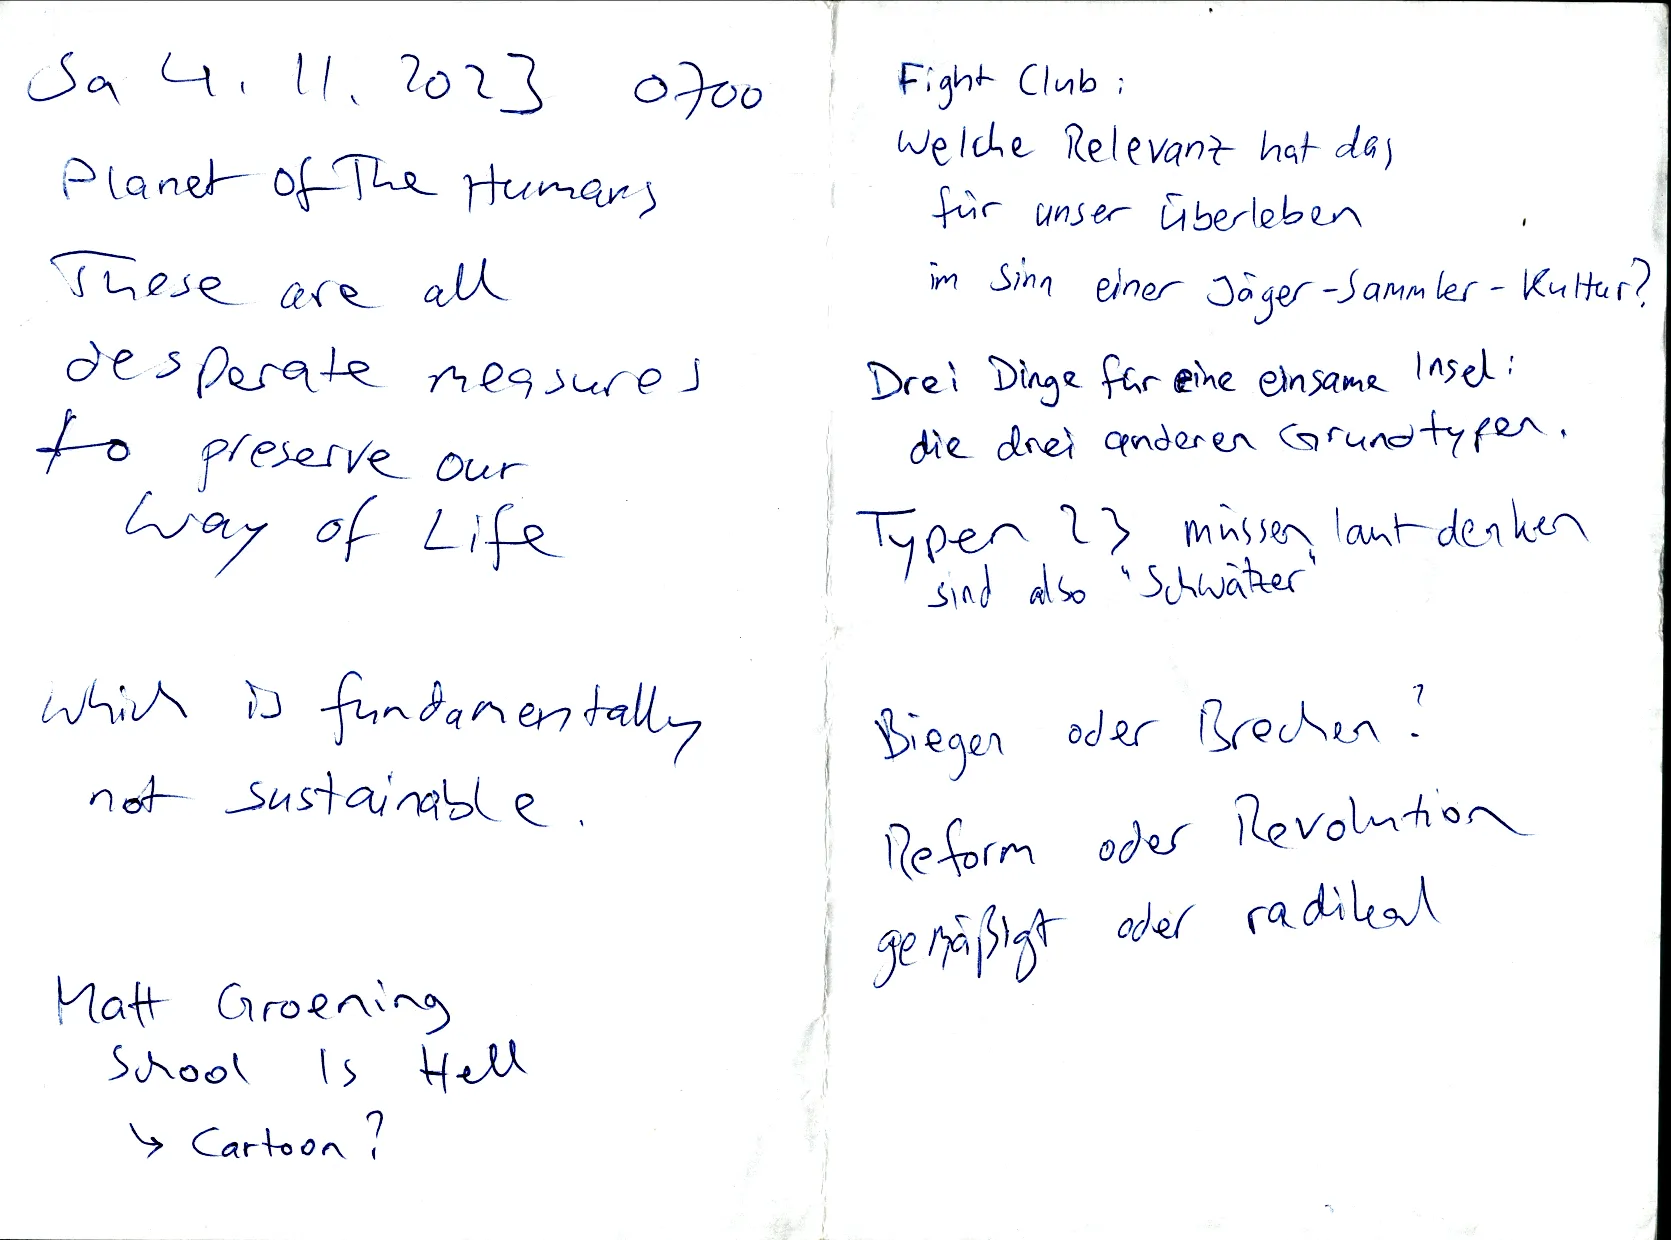 Sa 4. 11. 2023 0700
Planet Of The Humans
These are all
desperate measures
to preserve our
Way of Life
which is fundamentally
not sustainable.
Matt Groening
School Is Hell
↳ Cartoon?
Fight Club:
Welche Relevanz hat das
für unser Überleben
im Sinn einer Jäger-Sammler-Kultur?
Drei Dinge für eine einsame Insel:
die drei anderen Grundtypen.
Typen 23 müssen laut denken
sind also "Schwätzer"
Biegen oder Brechen?
Reform oder Revolution
gemäßigt oder radikal